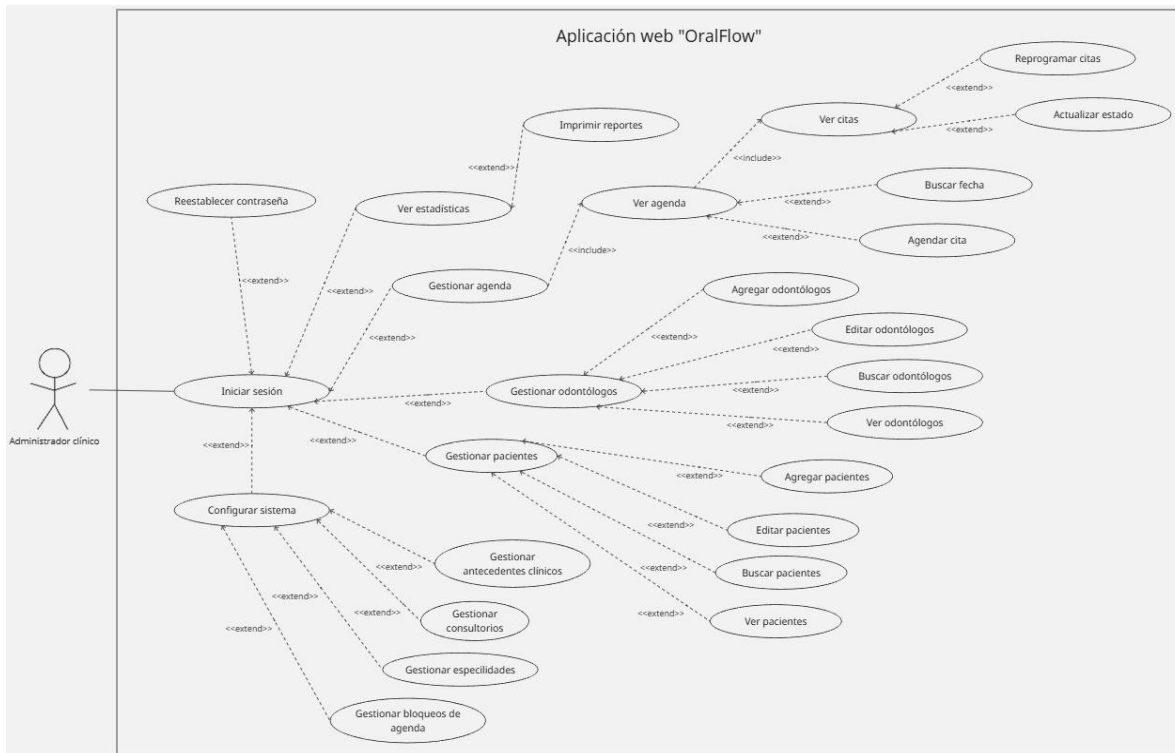 Aplicación web "OralFlow"
Reprogramar citas
<<extend>>
Ver citas
Actualizar estado
<<extend>>
Imprimir reportes
<<include>>
<<extend>>
Buscar fecha
Reestablecer contraseña
Ver estadísticas
Ver agenda
<<extend>>
<<extend>>
Agendar cita
<<include>>
<<extend>>
<<extend>>
Gestionar agenda
Agregar odontólogos
<<extend>>
Editar odontólogos
<<extend>>
<<extend>>
Buscar odontólogos
Iniciar sesión
Gestionar odontólogos
<<extend>>
<<extend>>
Ver odontólogos
<<extend>>
Administrador clínico
<<extend>>
<<extend>>
Gestionar pacientes
Agregar pacientes
<<extend>>
Configurar sistema
<<extend>>
Editar pacientes
Gestionar
antecedentes clínicos
<<extend>>
<<extend>>
Buscar pacientes
<<extend>>
Gestionar
consultorios
<<extend>>
<<extend>>
Ver pacientes
<<extend>>
Gestionar especilidades
Gestionar bloqueos de
agenda